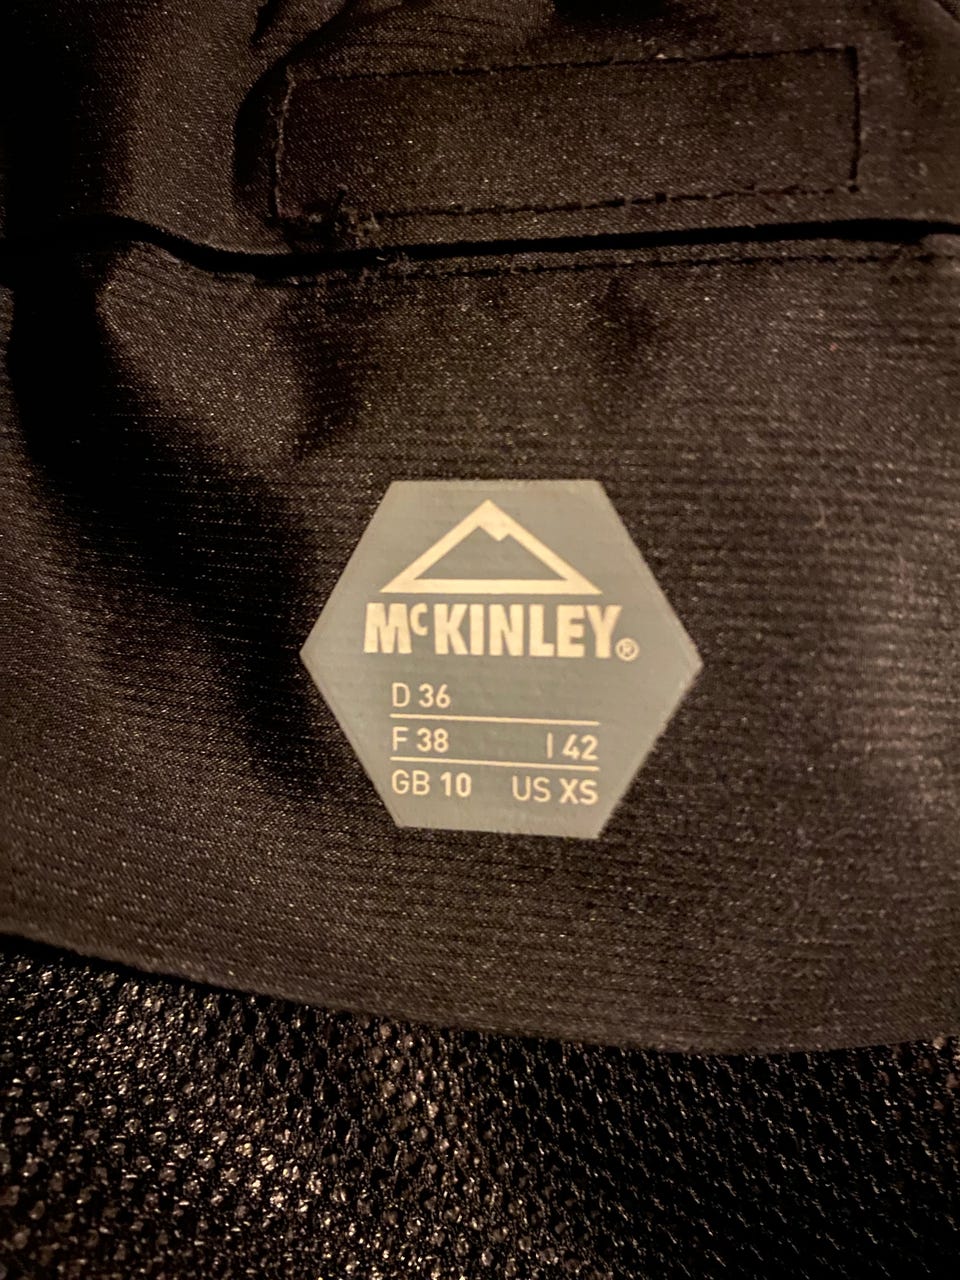 McKINLEY®
D 36
F 38 I 42
GB 10 US XS